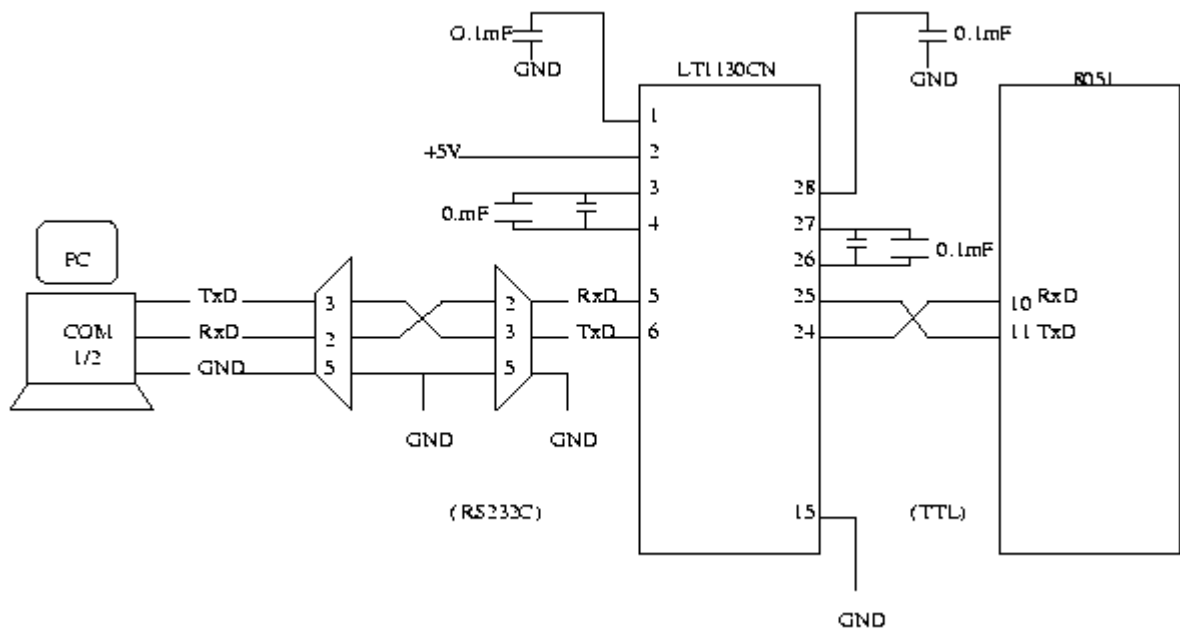 0.1mF
GND
LT1130CN
0.1mF
GND
8051
1
+5V
2
3
28
0.mF
4
27
PC
26
0.1mF
TxD
3
2
RxD
5
25
10
RxD
COM
1/2
RxD
2
3
TxD
6
24
11
TxD
GND
5
5
GND
GND
(RS232C)
15
(TTL)
GND